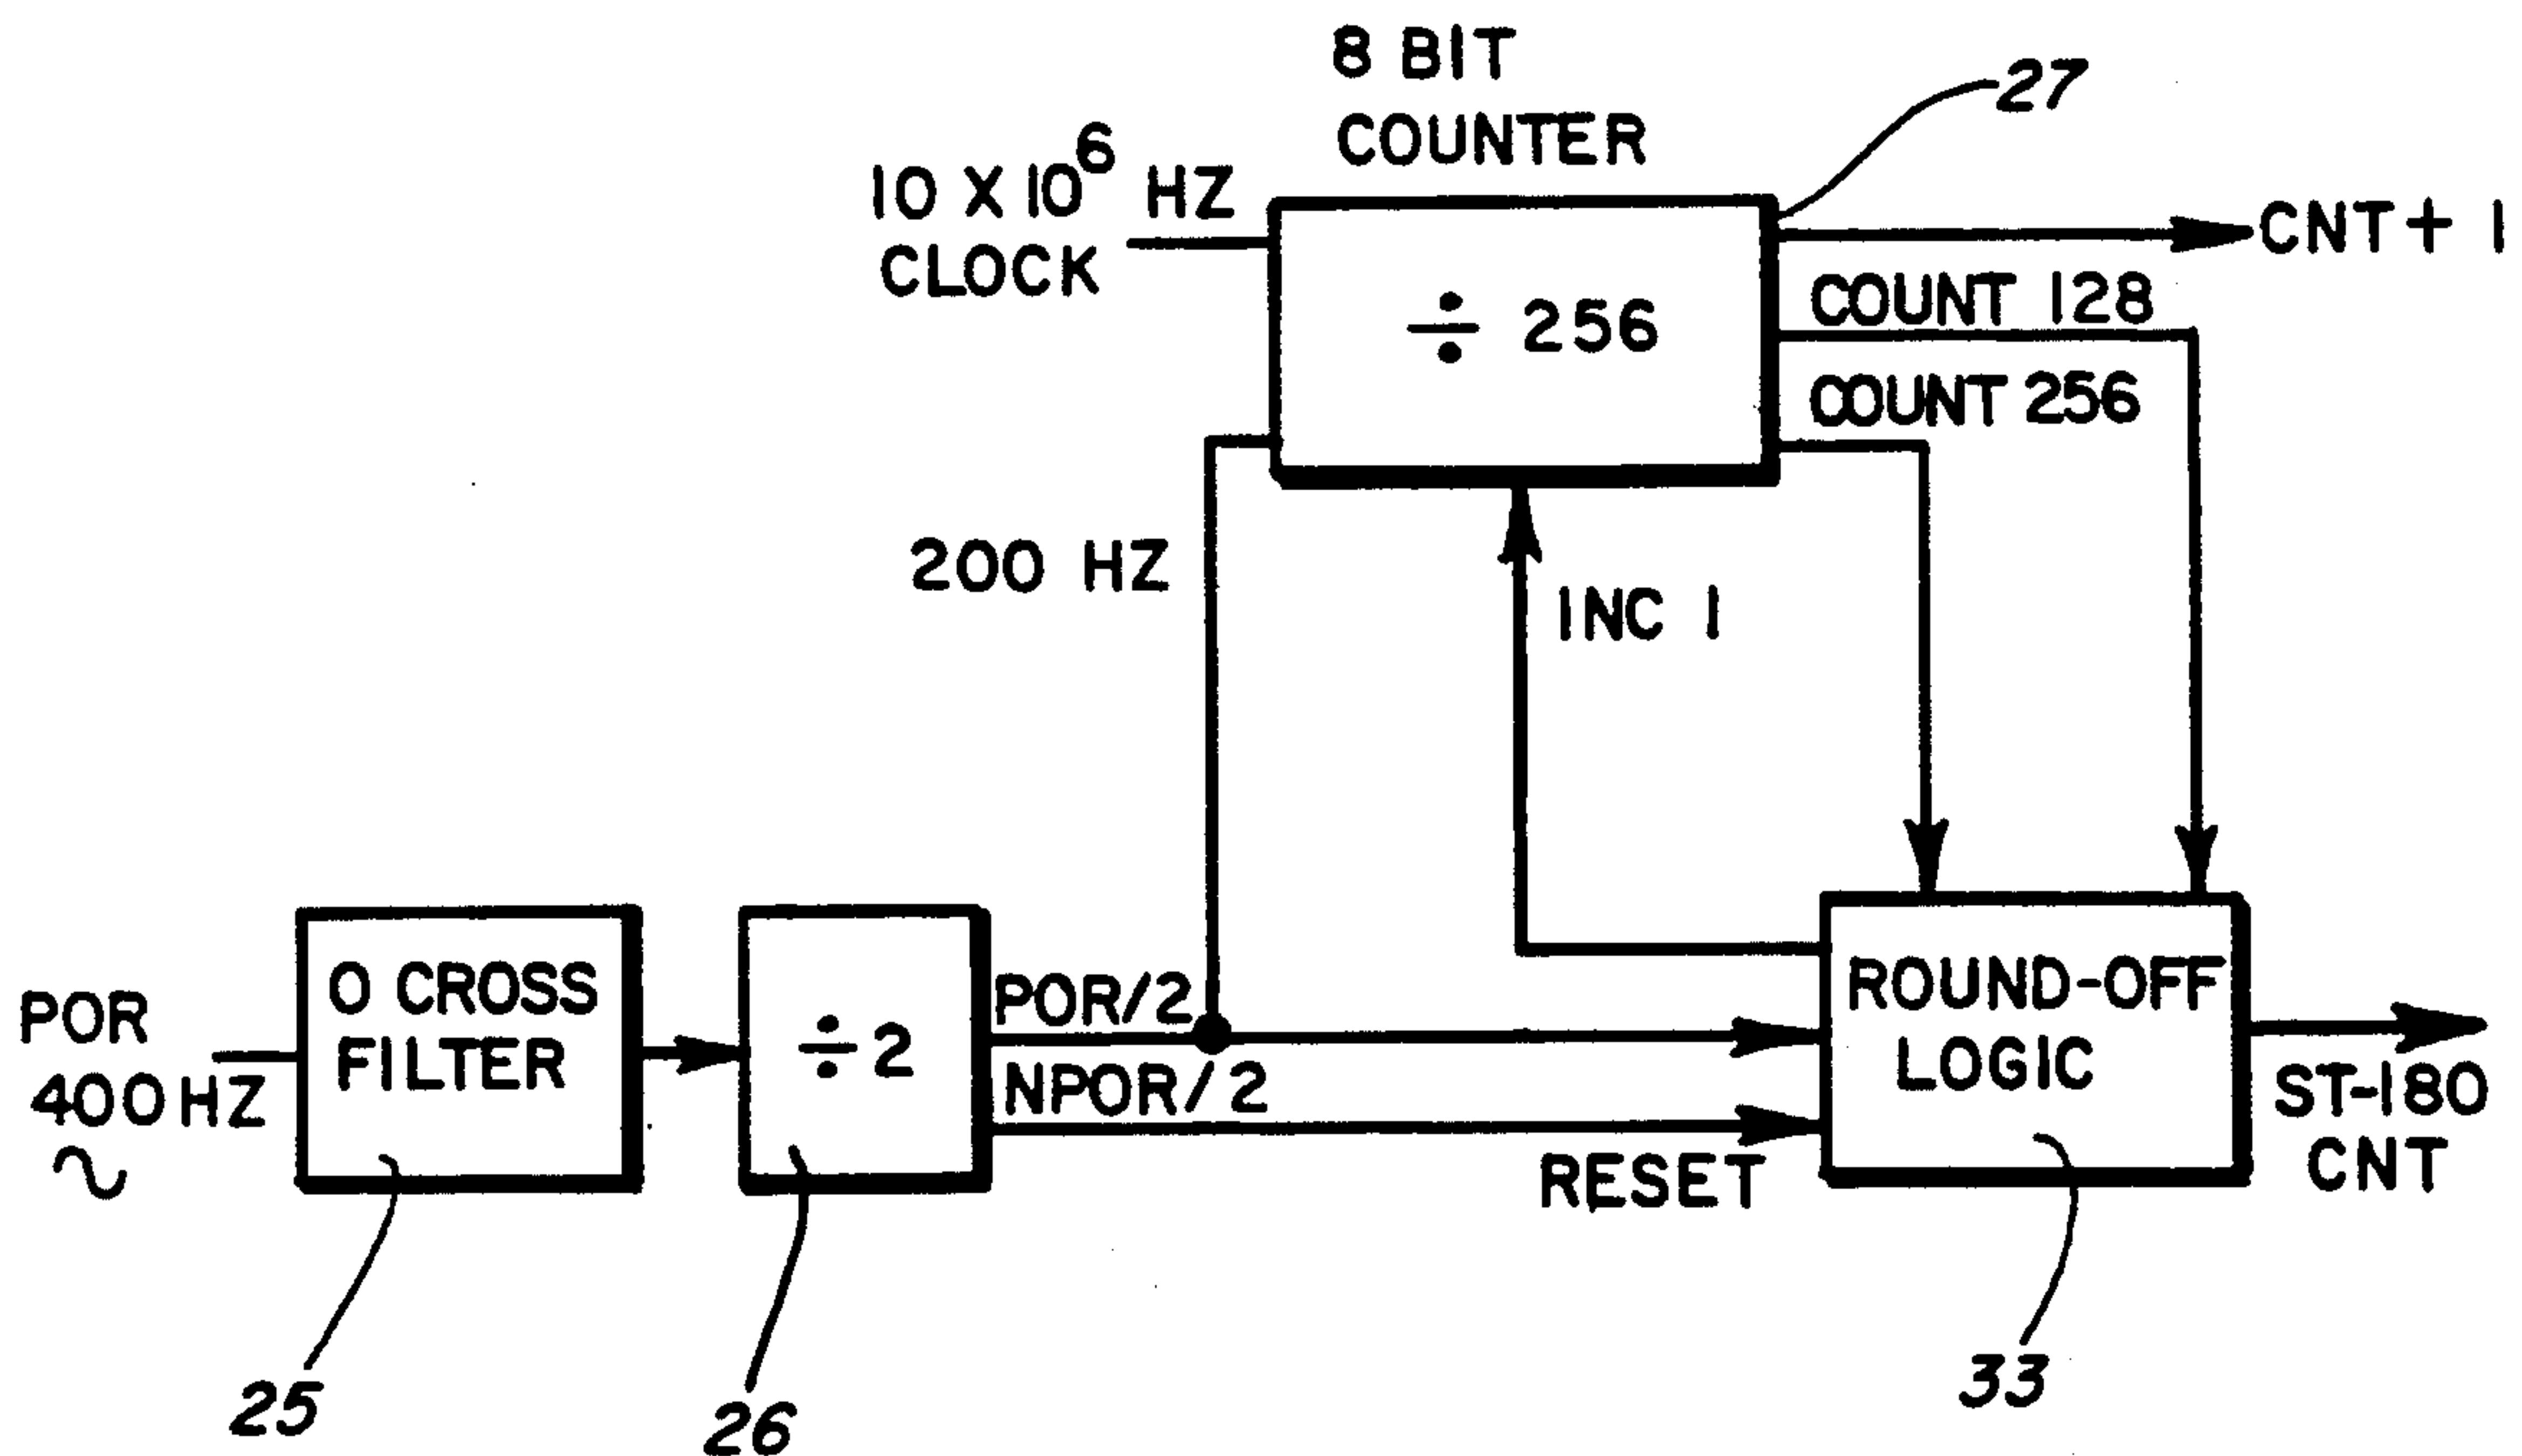 8 BIT
COUNTER
27
10 X 10⁶ HZ
CLOCK
÷ 256
CNT + 1
COUNT 128
COUNT 256
200 HZ
INC 1
POR
400 HZ
0 CROSS
FILTER
÷ 2
POR/2
NPOR/2
RESET
ROUND-OFF
LOGIC
ST-180
CNT
25
26
33